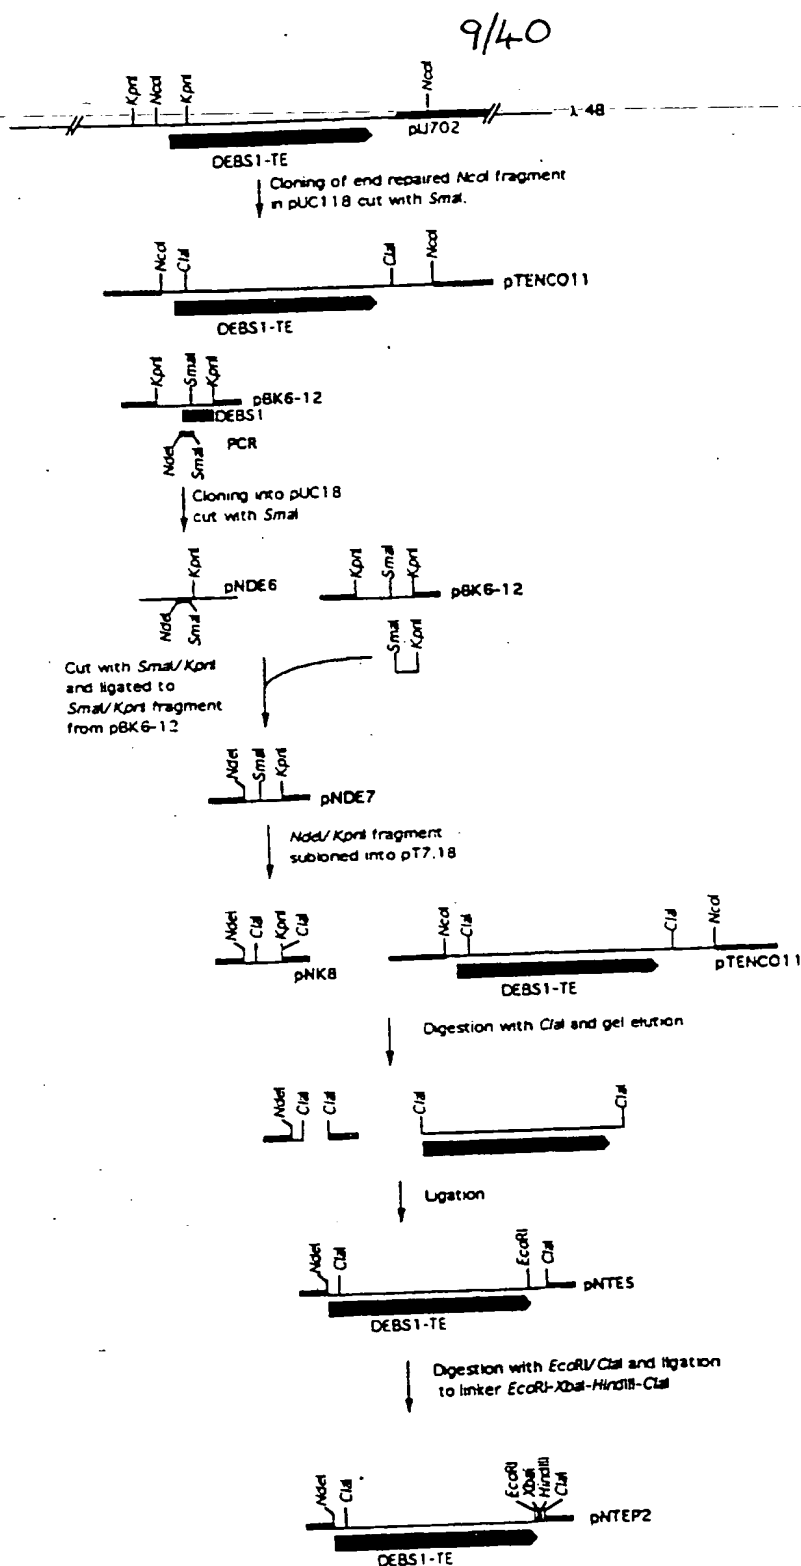 9/40
KpnI NcoI KpnI NcoI
λ-48
pIJ702
DEBS1-TE
Cloning of end repaired NcoI fragment
in pUC118 cut with SmaI.
NcoI ClaI ClaI NcoI
pTENCO11
DEBS1-TE
KpnI SmaI KpnI
pBK6-12
DEBS1
PCR
NdeI SmaI
Cloning into pUC18
cut with SmaI
KpnI
pNDE6
NdeI SmaI
KpnI SmaI KpnI
pBK6-12
SmaI KpnI
Cut with SmaI/KpnI
and ligated to
SmaI/KpnI fragment
from pBK6-12
NdeI SmaI KpnI
pNDE7
NdeI/KpnI fragment
subloned into pT7.18
NdeI ClaI KpnI ClaI
pNK8
NcoI ClaI ClaI NcoI
pTENCO11
DEBS1-TE
Digestion with ClaI and gel elution
NdeI ClaI ClaI
ClaI ClaI
Ligation
NdeI ClaI EcoRI ClaI
pNTE5
DEBS1-TE
Digestion with EcoRI/ClaI and ligation
to linker EcoRI-XbaI-HindIII-ClaI
NdeI ClaI EcoRI XbaI HindIII ClaI
pNTEP2
DEBS1-TE